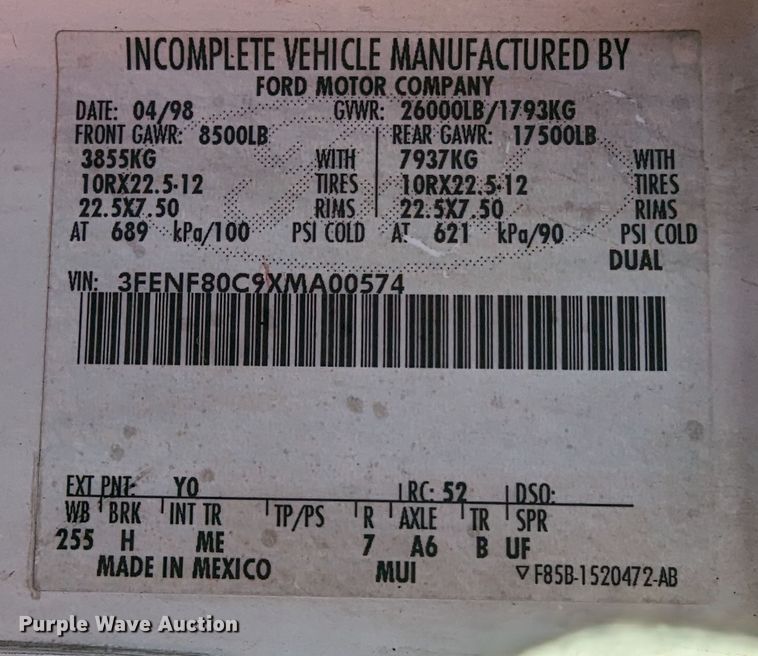 INCOMPLETE VEHICLE MANUFACTURED BY
FORD MOTOR COMPANY
DATE: 04/98 GVWR: 26000LB/1793KG
FRONT GAWR: 8500LB REAR GAWR: 17500LB
3855KG WITH 7937KG WITH
10RX22.5-12 TIRES 10RX22.5-12 TIRES
22.5X7.50 RIMS 22.5X7.50 RIMS
AT 689 kPa/100 PSI COLD AT 621 kPa/90 PSI COLD
DUAL
VIN: 3FENF80C9XMA00574
EXT PNT: YO RC: 52 DSO:
WB BRK INT TR TP/PS R AXLE TR SPR
255 H ME 7 A6 B UF
MADE IN MEXICO MUI ▽ F85B-1520472-AB
Purple Wave Auction